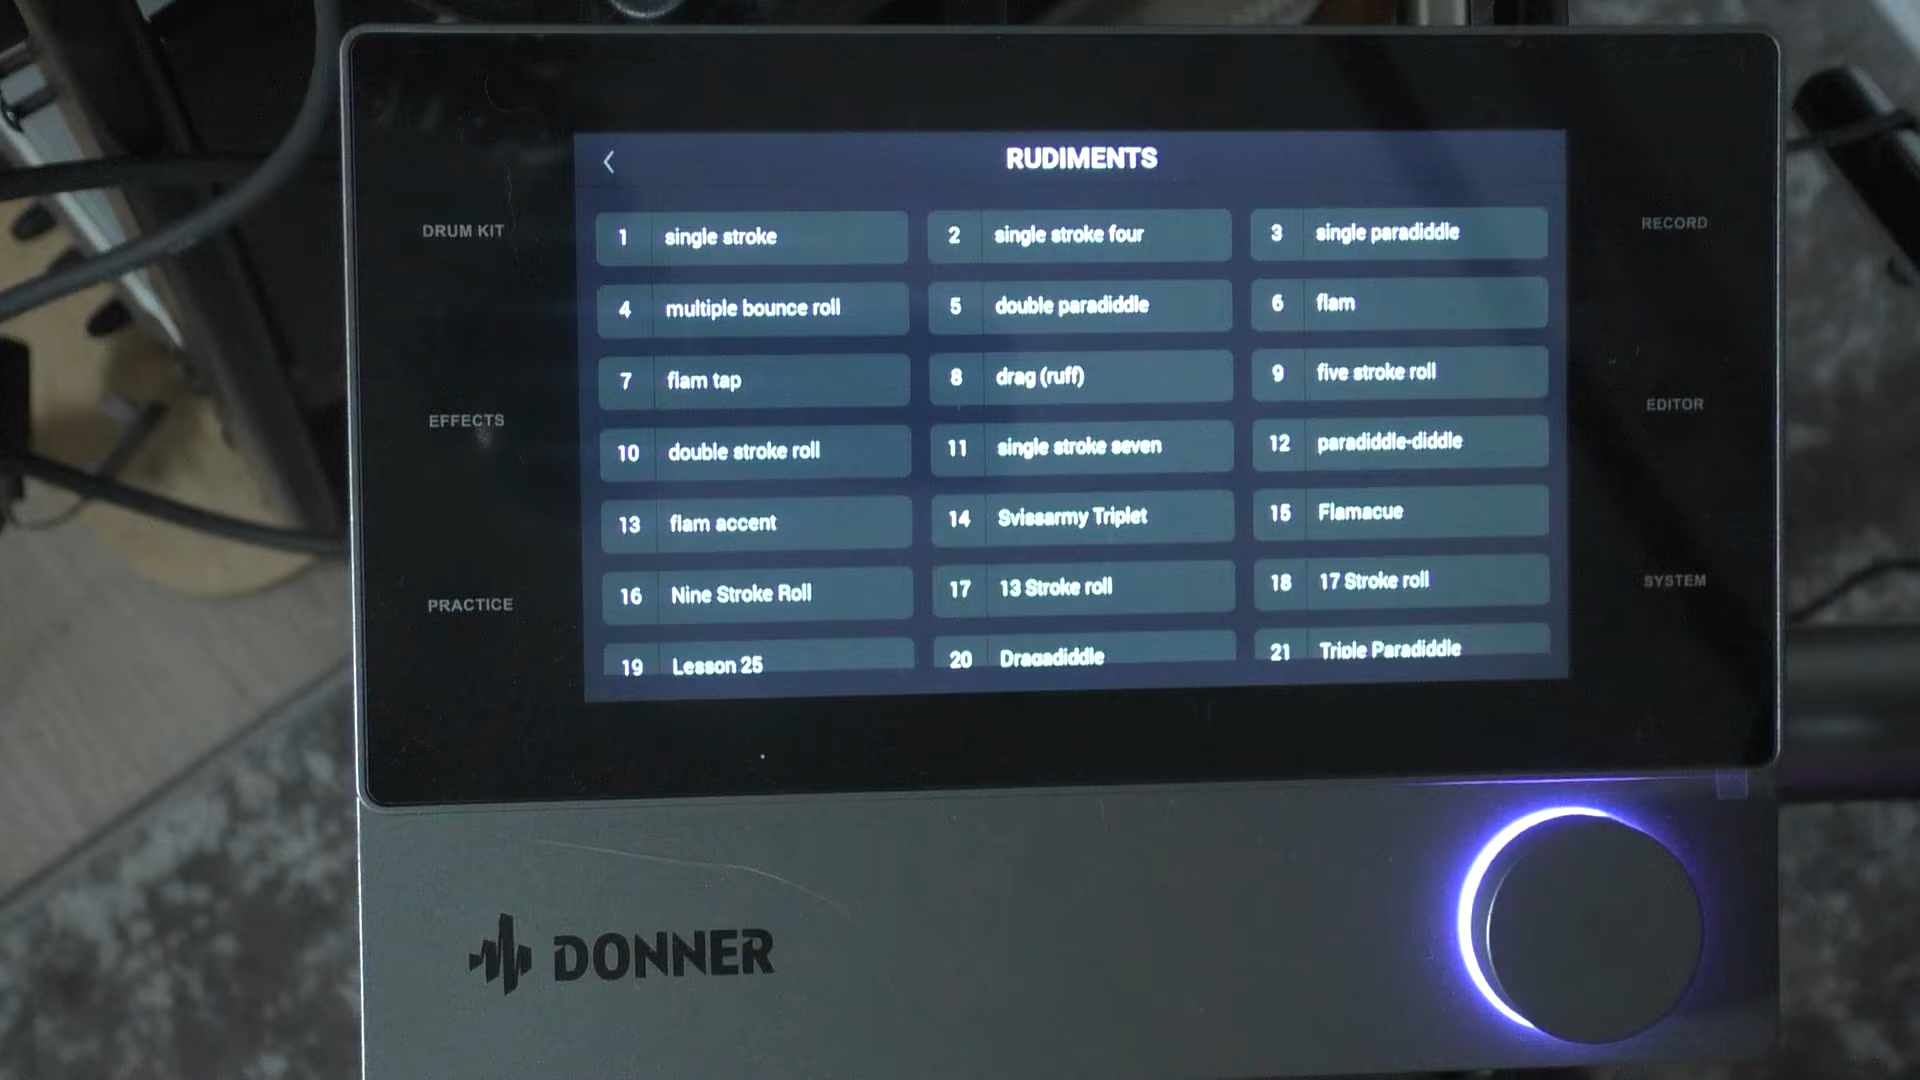 RUDIMENTS
DRUM KIT
EFFECTS
PRACTICE
1 single stroke
2 single stroke four
3 single paradiddle
4 multiple bounce roll
5 double paradiddle
6 flam
7 flam tap
8 drag (ruff)
9 five stroke roll
10 double stroke roll
11 single stroke seven
12 paradiddle-diddle
13 flam accent
14 Svissarmy Triplet
15 Flamacue
16 Nine Stroke Roll
17 13 Stroke roll
18 17 Stroke roll
19 Lesson 25
20 Dragadiddle
21 Triple Paradiddle
RECORD
EDITOR
SYSTEM
DONNER